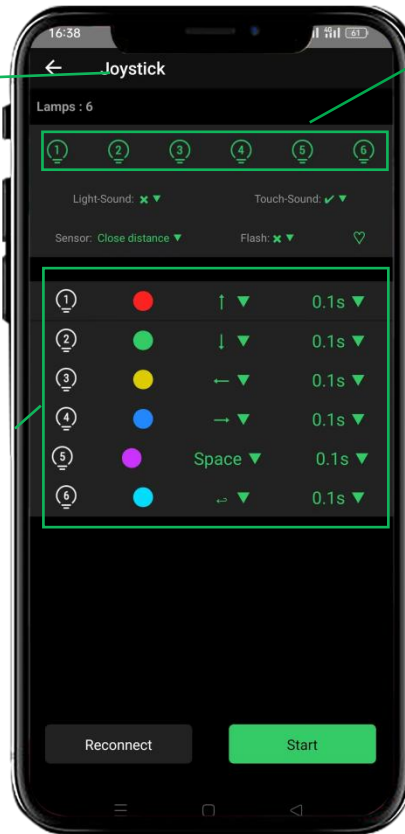 16:38
4G
61
← Joystick
Lamps : 6
1 2 3 4 5 6
Light-Sound: ✖ ▼ Touch-Sound: ✔ ▼
Sensor: Close distance ▼ Flash: ✖ ▼ ♡
1 ↑ ▼ 0.1s ▼
2 ↓ ▼ 0.1s ▼
3 ← ▼ 0.1s ▼
4 → ▼ 0.1s ▼
5 Space ▼ 0.1s ▼
6 ↩ ▼ 0.1s ▼
Reconnect Start